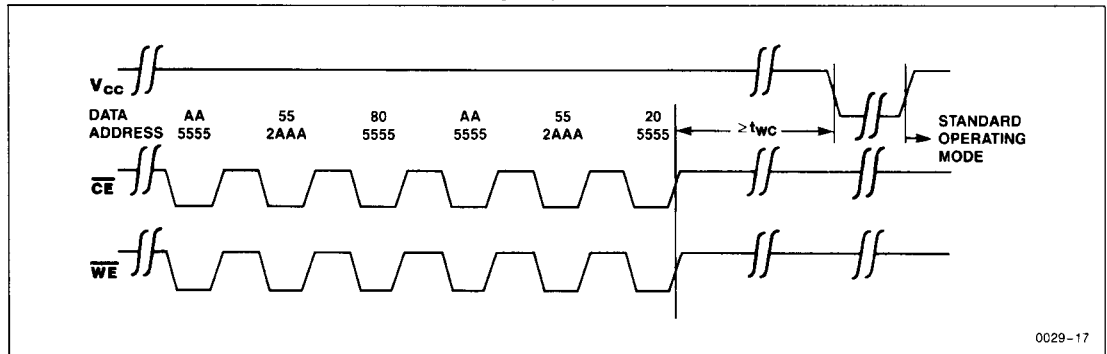 VCC
DATA AA 55 80 AA 55 20
ADDRESS 5555 2AAA 5555 5555 2AAA 5555
≥tWC
STANDARD
OPERATING
MODE
CE
WE
0029-17